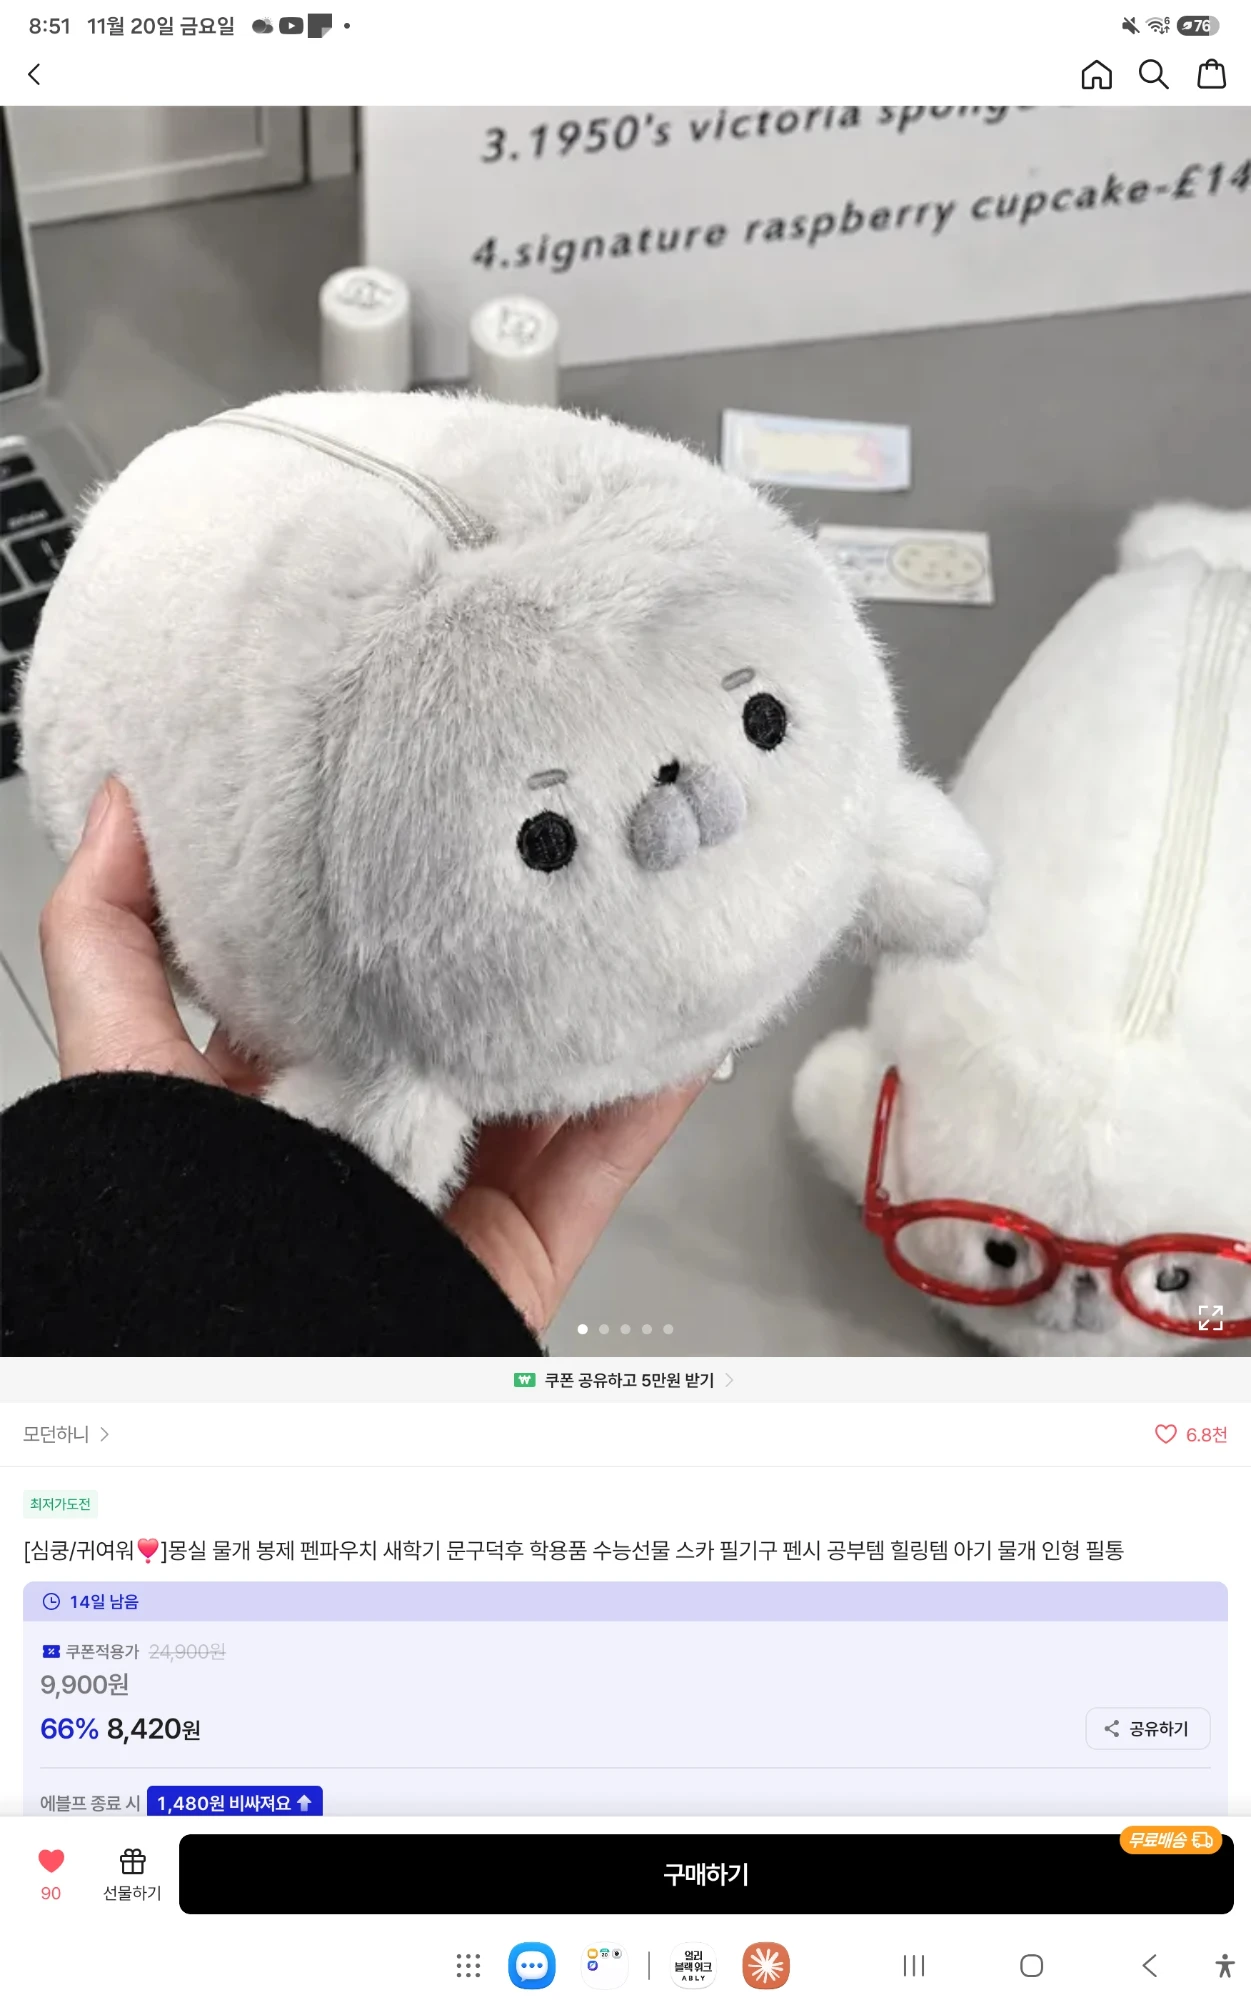 8:51 11월 20일 금요일
6
76
3.1950's victoria
4.signature raspberry cupcake-£14
쿠폰 공유하고 5만원 받기
모던하니
6.8천
최저가도전
[심쿵/귀여워❣️]몽실 물개 봉제 펜파우치 새학기 문구덕후 학용품 수능선물 스카 필기구 펜시 공부템 힐링템 아기 물개 인형 필통
14일 남음
쿠폰적용가 24,900원
9,900원
66% 8,420원
공유하기
에블프 종료 시 1,480원 비싸져요
무료배송
구매하기
90
선물하기
블랙워크
ABLY